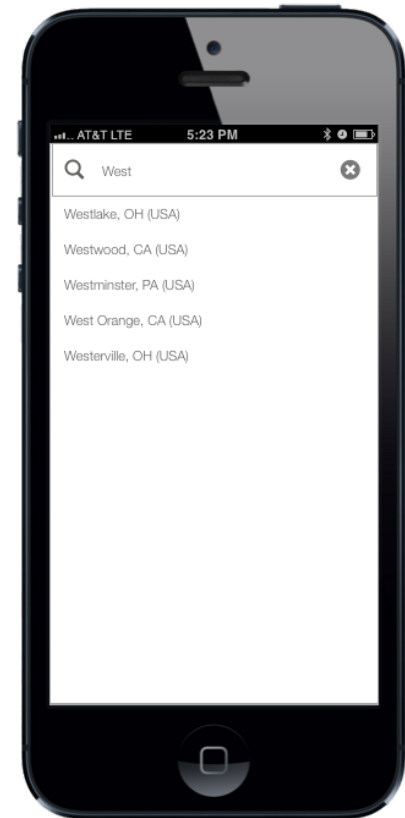 AT&T LTE 5:23 PM
West
Westlake, OH (USA)
Westwood, CA (USA)
Westminster, PA (USA)
West Orange, CA (USA)
Westerville, OH (USA)